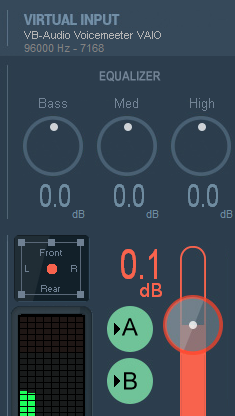 VIRTUAL INPUT
VB-Audio Voicemeeter VAIO
96000 Hz - 7168
EQUALIZER
Bass Med High
0.0 0.0 0.0
dB dB dB
Front
L R
Rear
0.1
dB
A
B